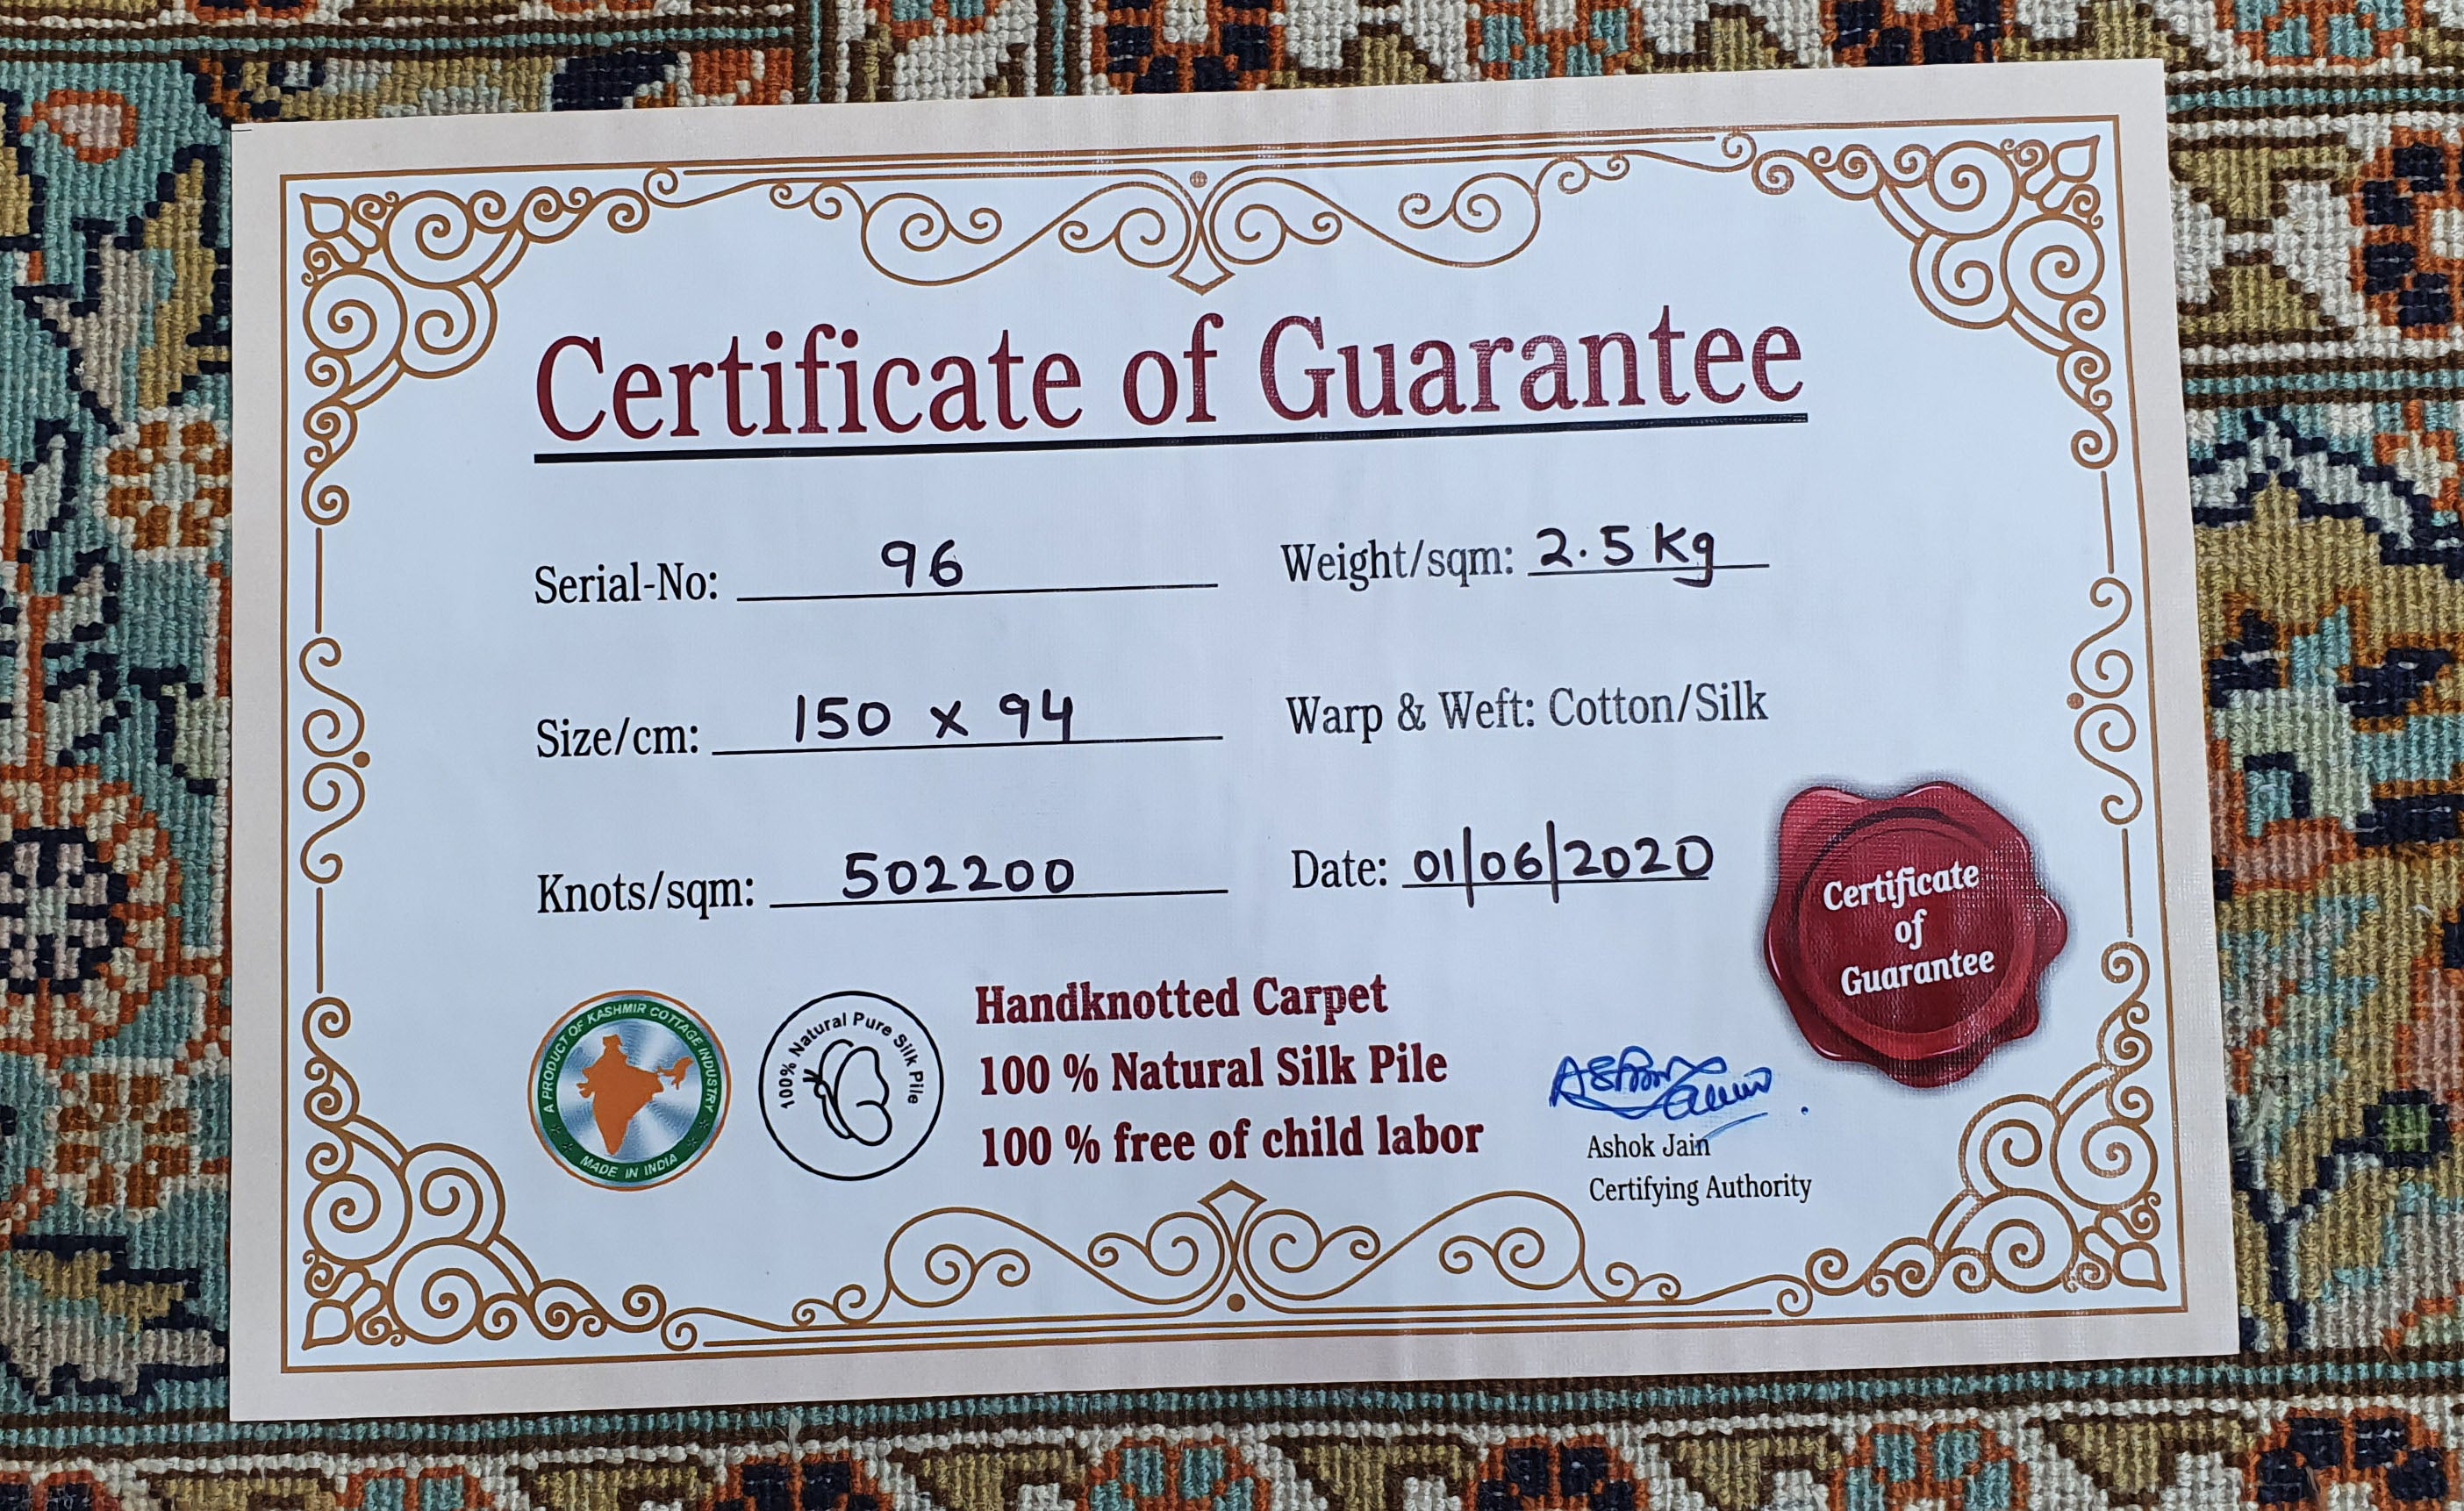 Certificate of Guarantee
Serial-No: 96
Weight/sqm: 2.5 Kg
Size/cm: 150 x 94
Warp & Weft: Cotton/Silk
Knots/sqm: 502200
Date: 01|06|2020
Certificate
of
Guarantee
A PRODUCT OF KASHMIR COTTAGE INDUSTRY
MADE IN INDIA
100% Natural Pure Silk Pile
Handknotted Carpet
100 % Natural Silk Pile
100 % free of child labor
Ashok Jain
Certifying Authority